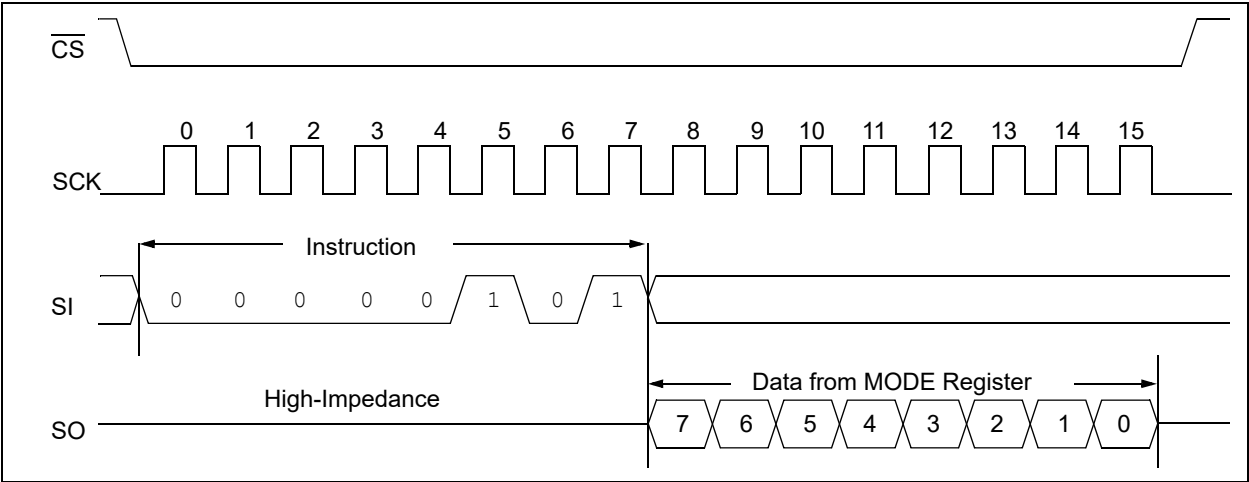 CS
0 1 2 3 4 5 6 7 8 9 10 11 12 13 14 15
SCK
Instruction
SI 0 0 0 0 0 1 0 1
Data from MODE Register
High-Impedance
SO 7 6 5 4 3 2 1 0